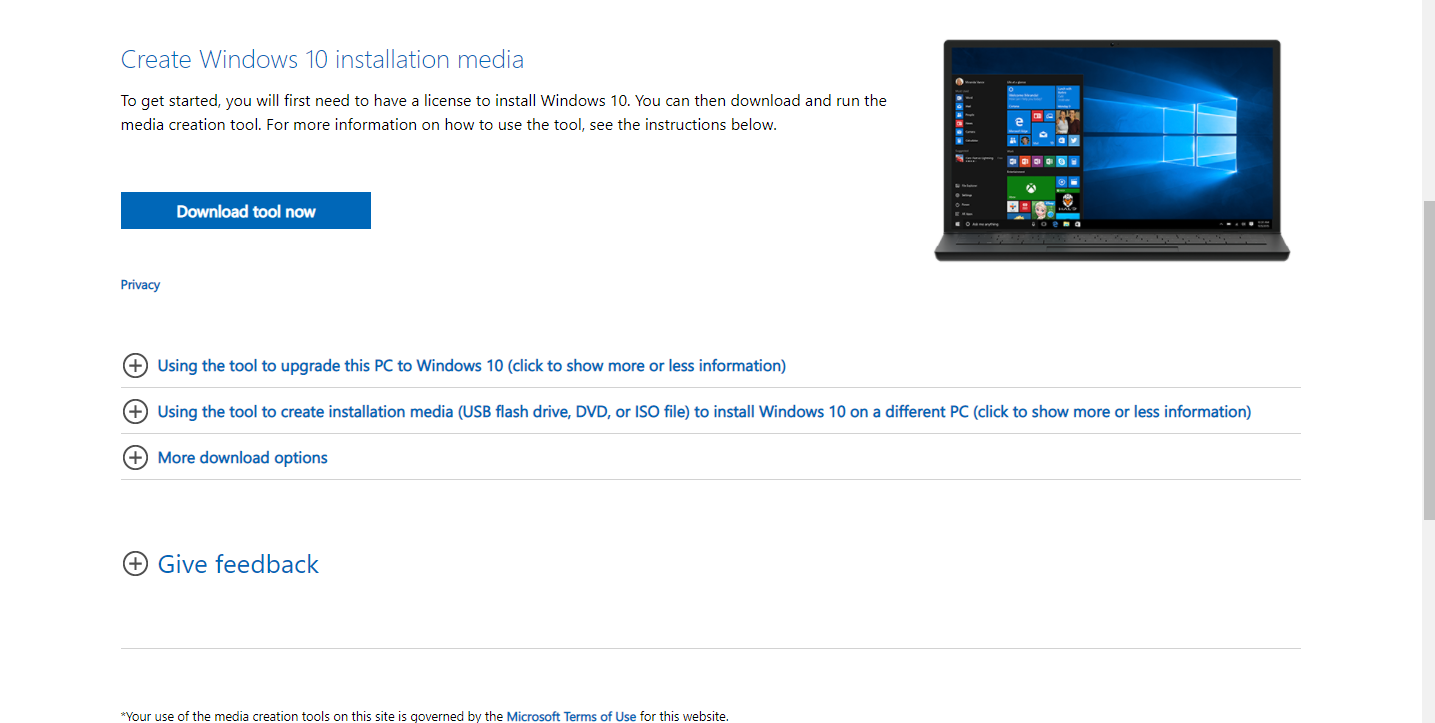 Create Windows 10 installation media
To get started, you will first need to have a license to install Windows 10. You can then download and run the
media creation tool. For more information on how to use the tool, see the instructions below.
Download tool now
Privacy
Using the tool to upgrade this PC to Windows 10 (click to show more or less information)
Using the tool to create installation media (USB flash drive, DVD, or ISO file) to install Windows 10 on a different PC (click to show more or less information)
More download options
Give feedback
*Your use of the media creation tools on this site is governed by the Microsoft Terms of Use for this website.